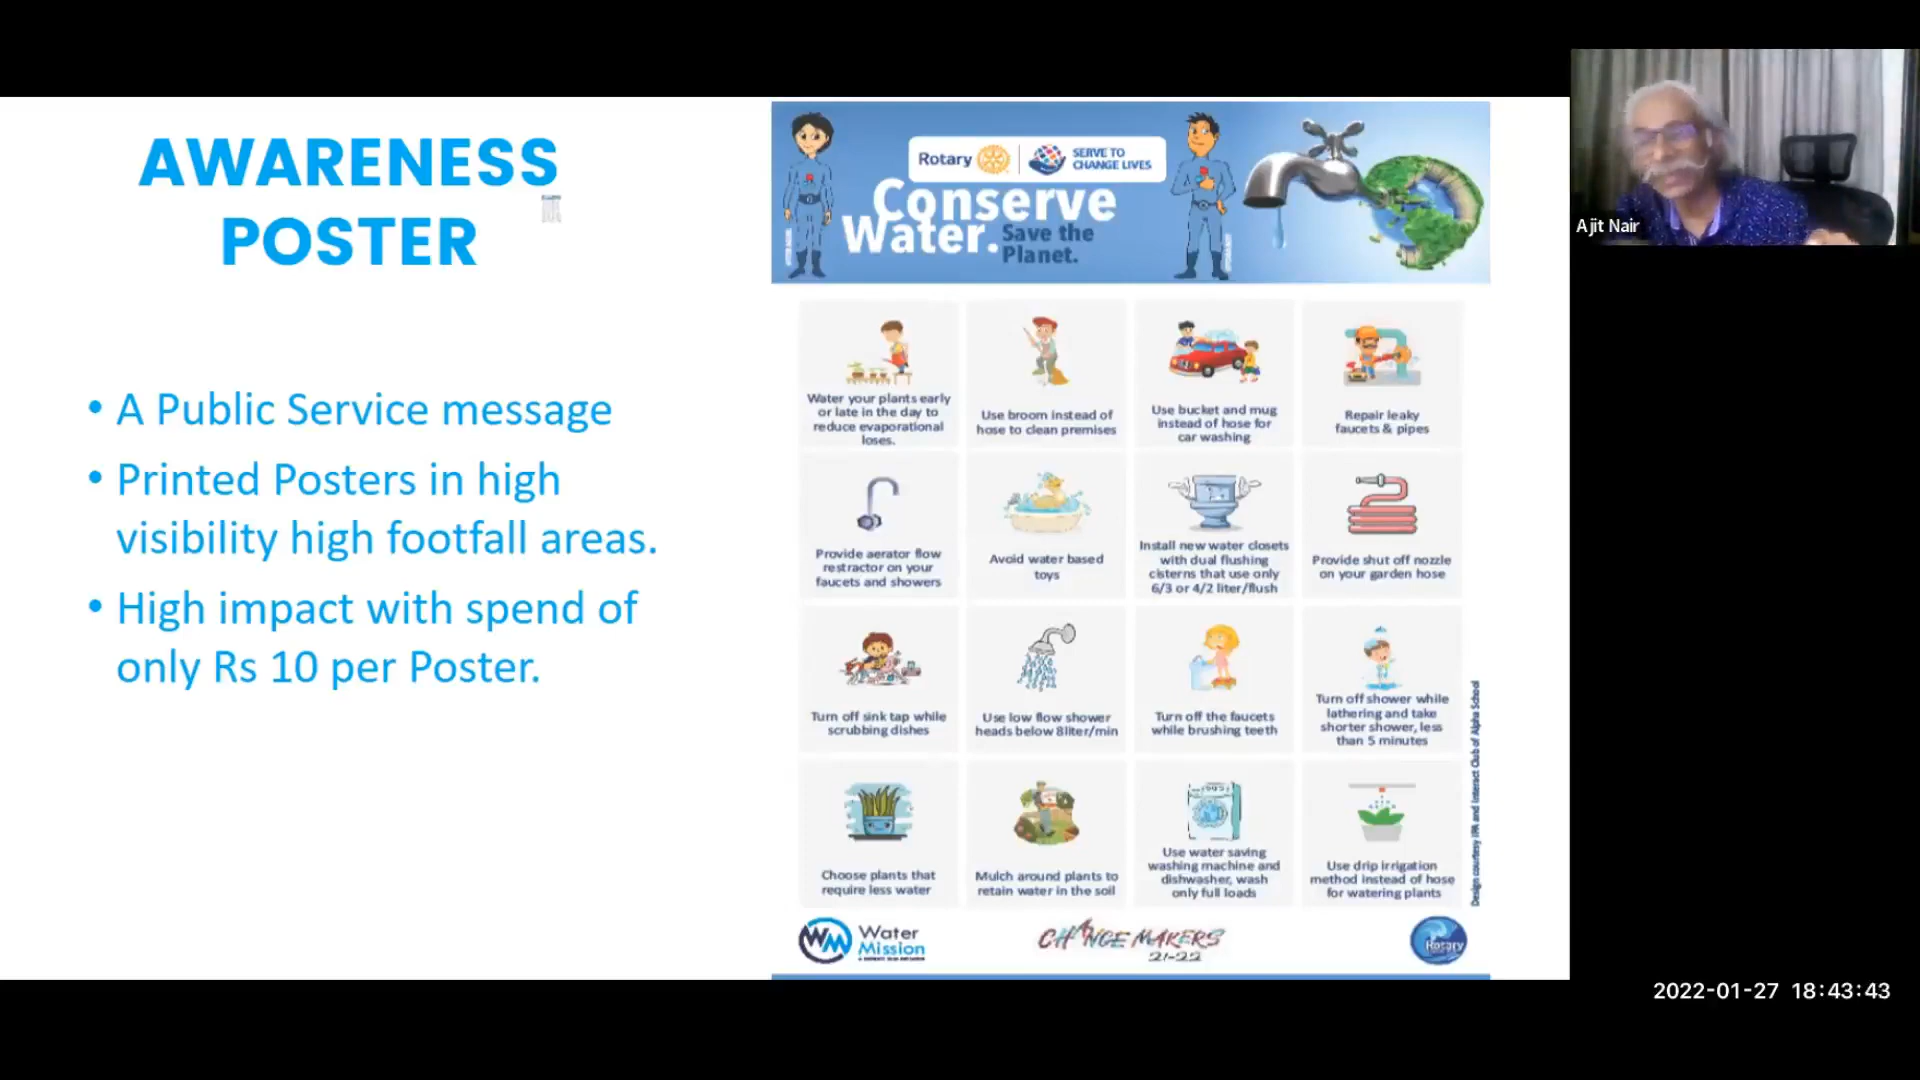 AWARENESS
POSTER
• A Public Service message
• Printed Posters in high
visibility high footfall areas.
• High impact with spend of
only Rs 10 per Poster.
Rotary
SERVE TO
CHANGE LIVES
Conserve
Water.
Save the
Planet.
Water your plants early
or late in the day to
reduce evaporational
loses.
Use broom instead of
hose to clean premises
Use bucket and mug
instead of hose for
car washing
Repair leaky
faucets & pipes
Provide aerator flow
restractor on your
faucets and showers
Avoid water based
toys
Install new water closets
with dual flushing
cisterns that use only
6/3 or 4/2 liter/flush
Provide shut off nozzle
on your garden hose
Turn off sink tap while
scrubbing dishes
Use low flow shower
heads below 8liter/min
Turn off the faucets
while brushing teeth
Turn off shower while
lathering and take
shorter shower, less
than 5 minutes
Choose plants that
require less water
Mulch around plants to
retain water in the soil
Use water saving
washing machine and
dishwasher, wash
only full loads
Use drip irrigation
method instead of hose
for watering plants
Design courtesy IPA and Interact Club of Alpha School
WM Water
Mission
CHANGE MAKERS
21-22
Rotary
Ajit Nair
2022-01-27 18:43:43